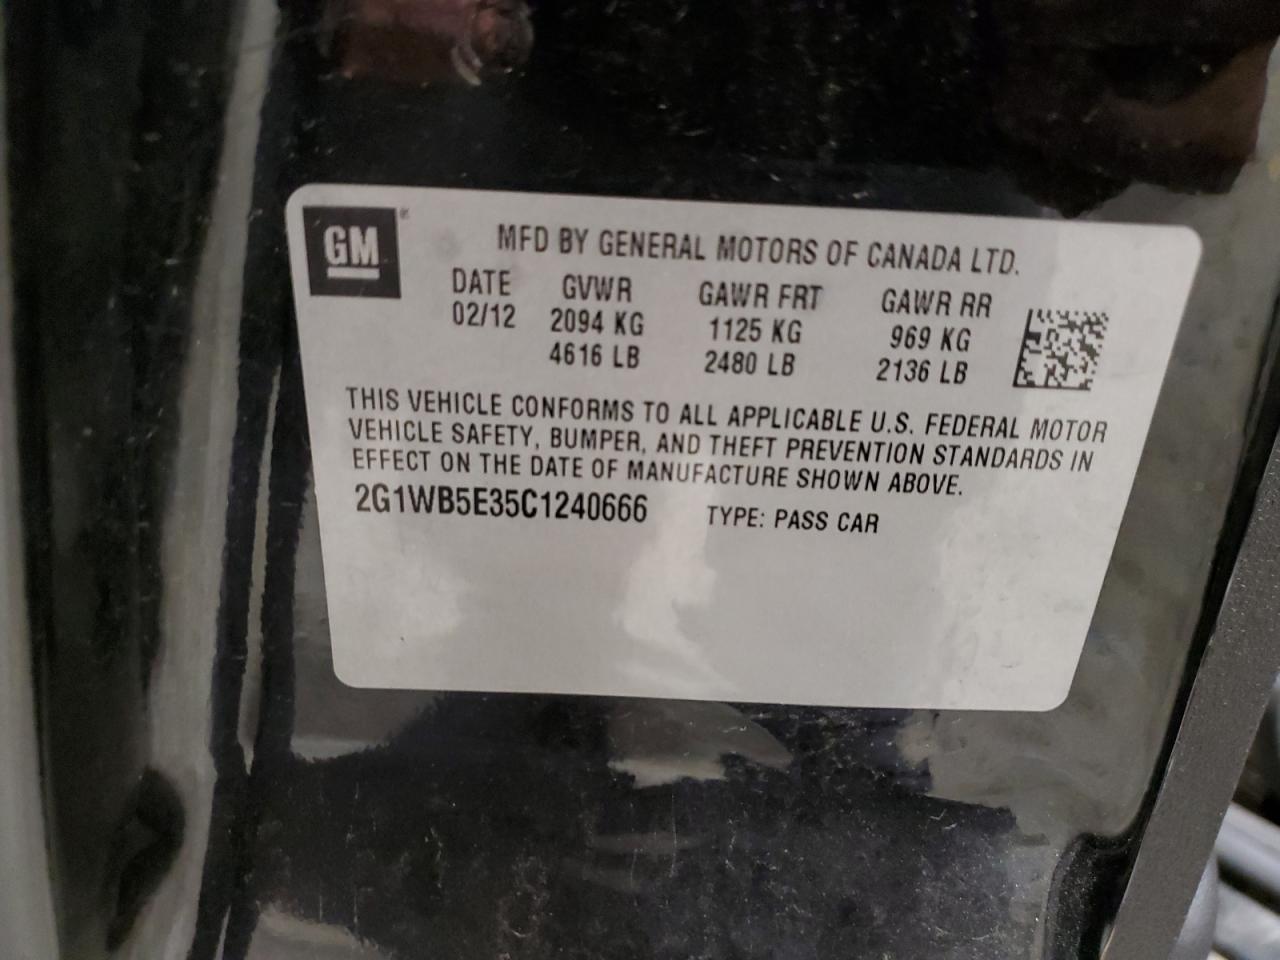 GM
MFD BY GENERAL MOTORS OF CANADA LTD.
DATE GVWR GAWR FRT GAWR RR
02/12 2094 KG 1125 KG 969 KG
4616 LB 2480 LB 2136 LB
THIS VEHICLE CONFORMS TO ALL APPLICABLE U.S. FEDERAL MOTOR
VEHICLE SAFETY, BUMPER, AND THEFT PREVENTION STANDARDS IN
EFFECT ON THE DATE OF MANUFACTURE SHOWN ABOVE.
2G1WB5E35C1240666 TYPE: PASS CAR